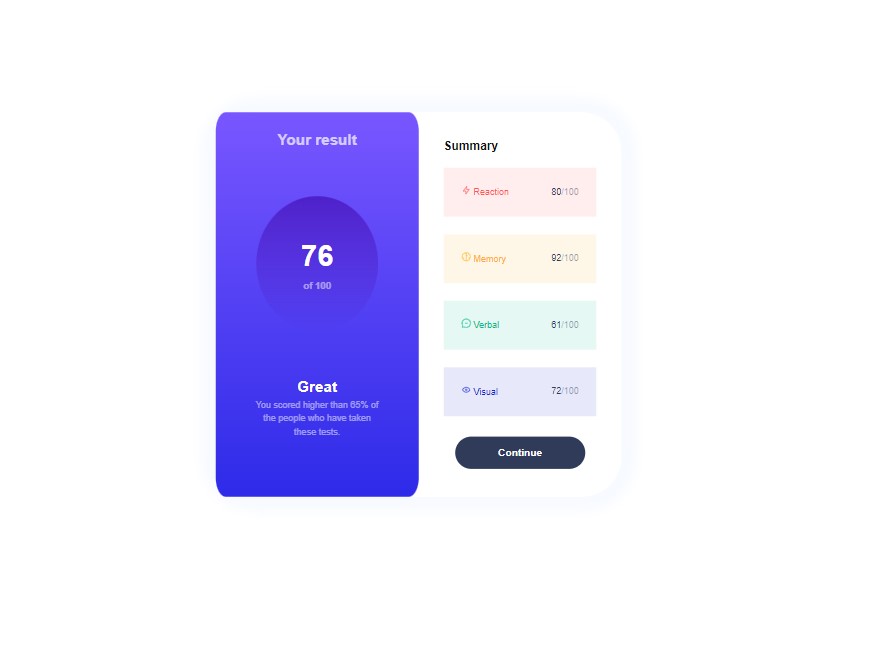 Your result
76
of 100
Great
You scored higher than 65% of
the people who have taken
these tests.
Summary
Reaction 80/100
Memory 92/100
Verbal 61/100
Visual 72/100
Continue